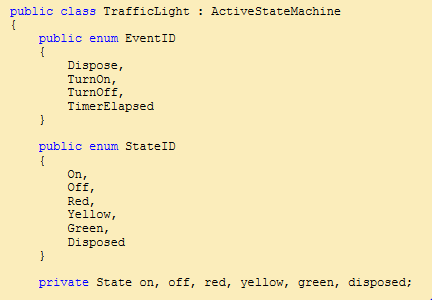 public class TrafficLight : ActiveStateMachine
{
    public enum EventID
    {
        Dispose,
        TurnOn,
        TurnOff,
        TimerElapsed
    }

    public enum StateID
    {
        On,
        Off,
        Red,
        Yellow,
        Green,
        Disposed
    }

    private State on, off, red, yellow, green, disposed;